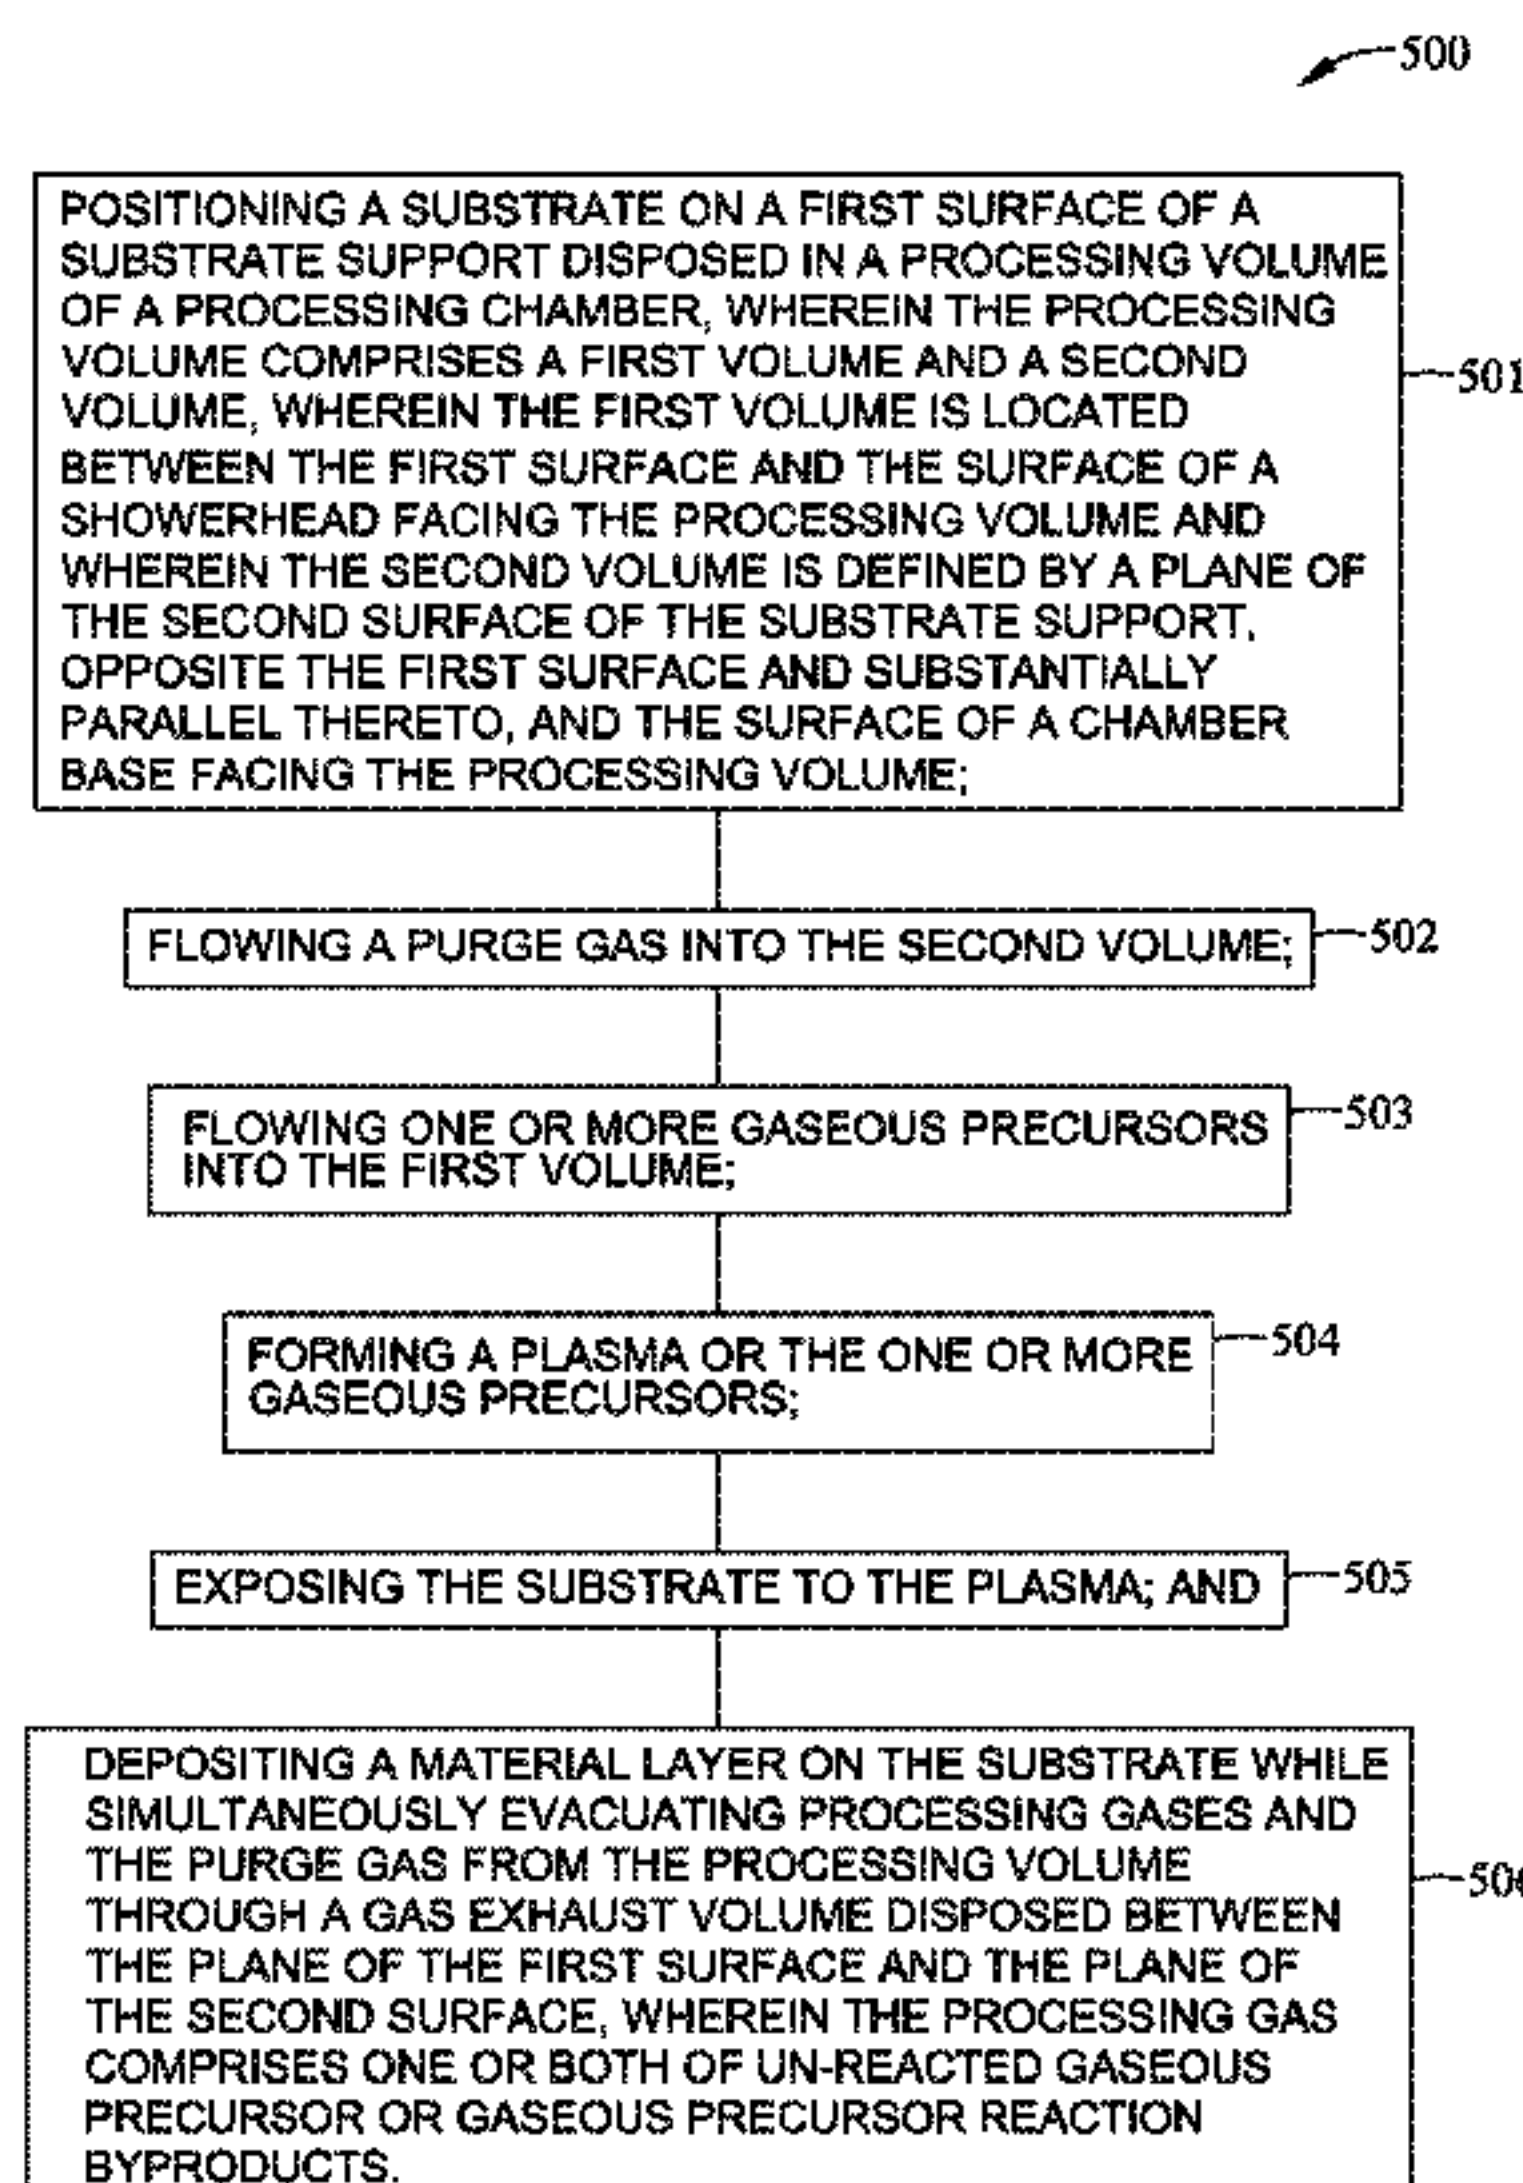 500
POSITIONING A SUBSTRATE ON A FIRST SURFACE OF A
SUBSTRATE SUPPORT DISPOSED IN A PROCESSING VOLUME
OF A PROCESSING CHAMBER, WHEREIN THE PROCESSING
VOLUME COMPRISES A FIRST VOLUME AND A SECOND
VOLUME, WHEREIN THE FIRST VOLUME IS LOCATED
BETWEEN THE FIRST SURFACE AND THE SURFACE OF A
SHOWERHEAD FACING THE PROCESSING VOLUME AND
WHEREIN THE SECOND VOLUME IS DEFINED BY A PLANE OF
THE SECOND SURFACE OF THE SUBSTRATE SUPPORT,
OPPOSITE THE FIRST SURFACE AND SUBSTANTIALLY
PARALLEL THERETO, AND THE SURFACE OF A CHAMBER
BASE FACING THE PROCESSING VOLUME;
501
FLOWING A PURGE GAS INTO THE SECOND VOLUME;
502
FLOWING ONE OR MORE GASEOUS PRECURSORS
INTO THE FIRST VOLUME;
503
FORMING A PLASMA OR THE ONE OR MORE
GASEOUS PRECURSORS;
504
EXPOSING THE SUBSTRATE TO THE PLASMA; AND
505
DEPOSITING A MATERIAL LAYER ON THE SUBSTRATE WHILE
SIMULTANEOUSLY EVACUATING PROCESSING GASES AND
THE PURGE GAS FROM THE PROCESSING VOLUME
THROUGH A GAS EXHAUST VOLUME DISPOSED BETWEEN
THE PLANE OF THE FIRST SURFACE AND THE PLANE OF
THE SECOND SURFACE, WHEREIN THE PROCESSING GAS
COMPRISES ONE OR BOTH OF UN-REACTED GASEOUS
PRECURSOR OR GASEOUS PRECURSOR REACTION
BYPRODUCTS.
506